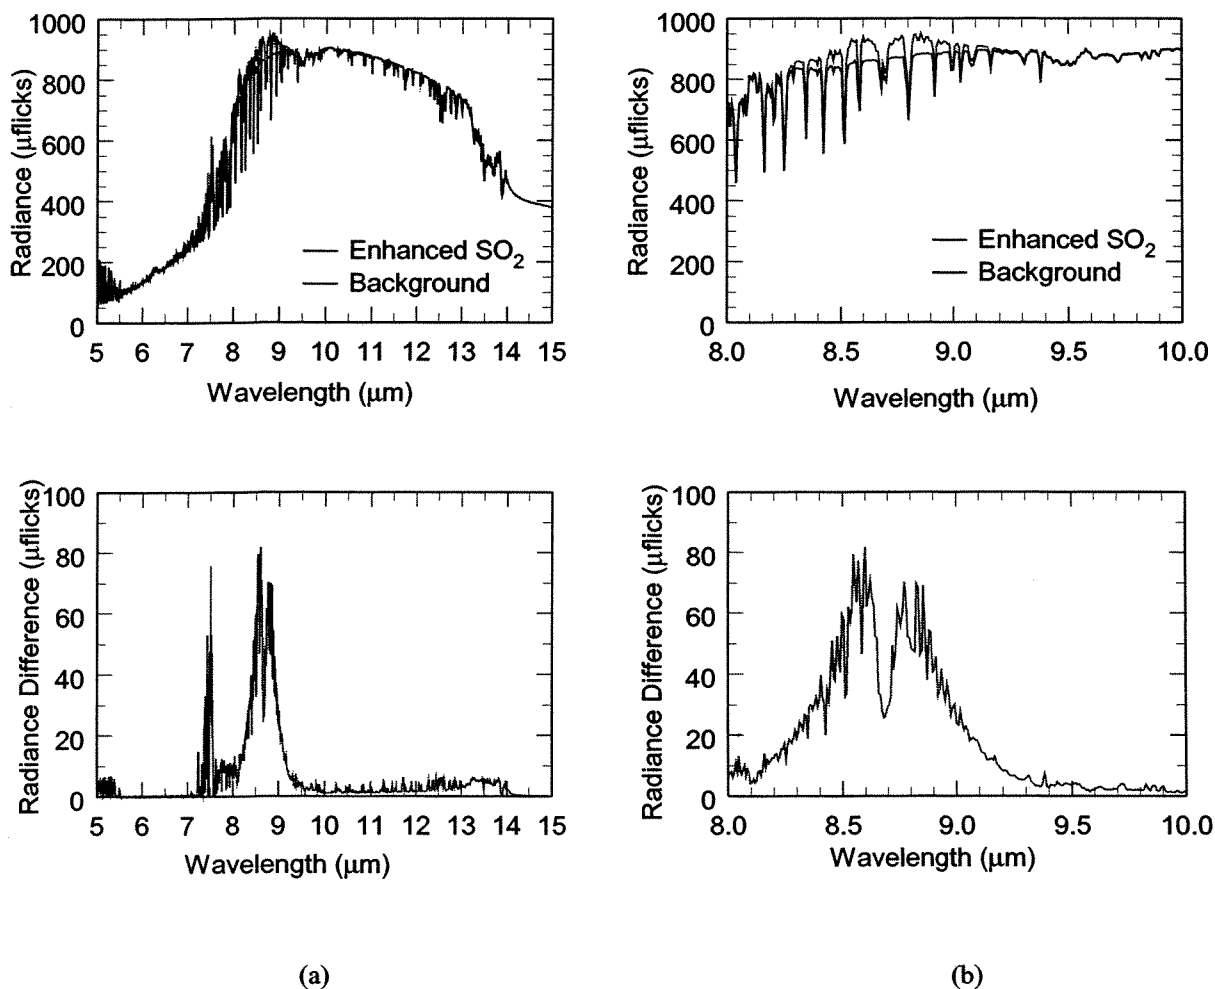 1000
800
600
400
200
0
Radiance (μflicks)
Enhanced SO2
Background
5 6 7 8 9 10 11 12 13 14 15
Wavelength (μm)
1000
800
600
400
200
0
Radiance (μflicks)
Enhanced SO2
Background
8.0 8.5 9.0 9.5 10.0
Wavelength (μm)
100
80
60
40
20
0
Radiance Difference (μflicks)
5 6 7 8 9 10 11 12 13 14 15
Wavelength (μm)
100
80
60
40
20
0
Radiance Difference (μflicks)
8.0 8.5 9.0 9.5 10.0
Wavelength (μm)
(a)
(b)